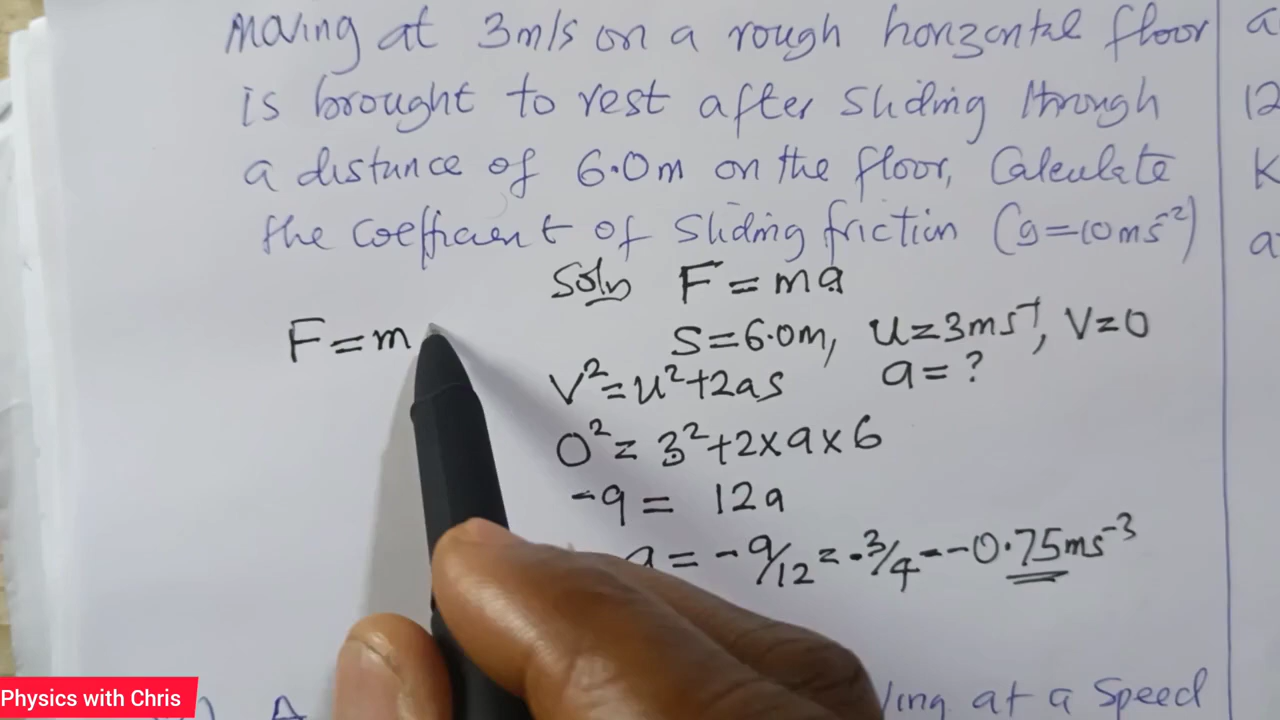 Moving at 3m/s on a rough horizontal floor
is brought to rest after sliding through
a distance of 6.0m on the floor, Calculate
the coefficient of sliding friction (g=10ms⁻²)
Soln F = ma
F = m
S=6.0m, U=3ms⁻¹, V=0
V²=U²+2as a=?
0² = 3²+2×a×6
-9 = 12a
a = -9/12 = -3/4 = -0.75ms⁻³
a
12
K
a
A
ing at a speed
Physics with Chris